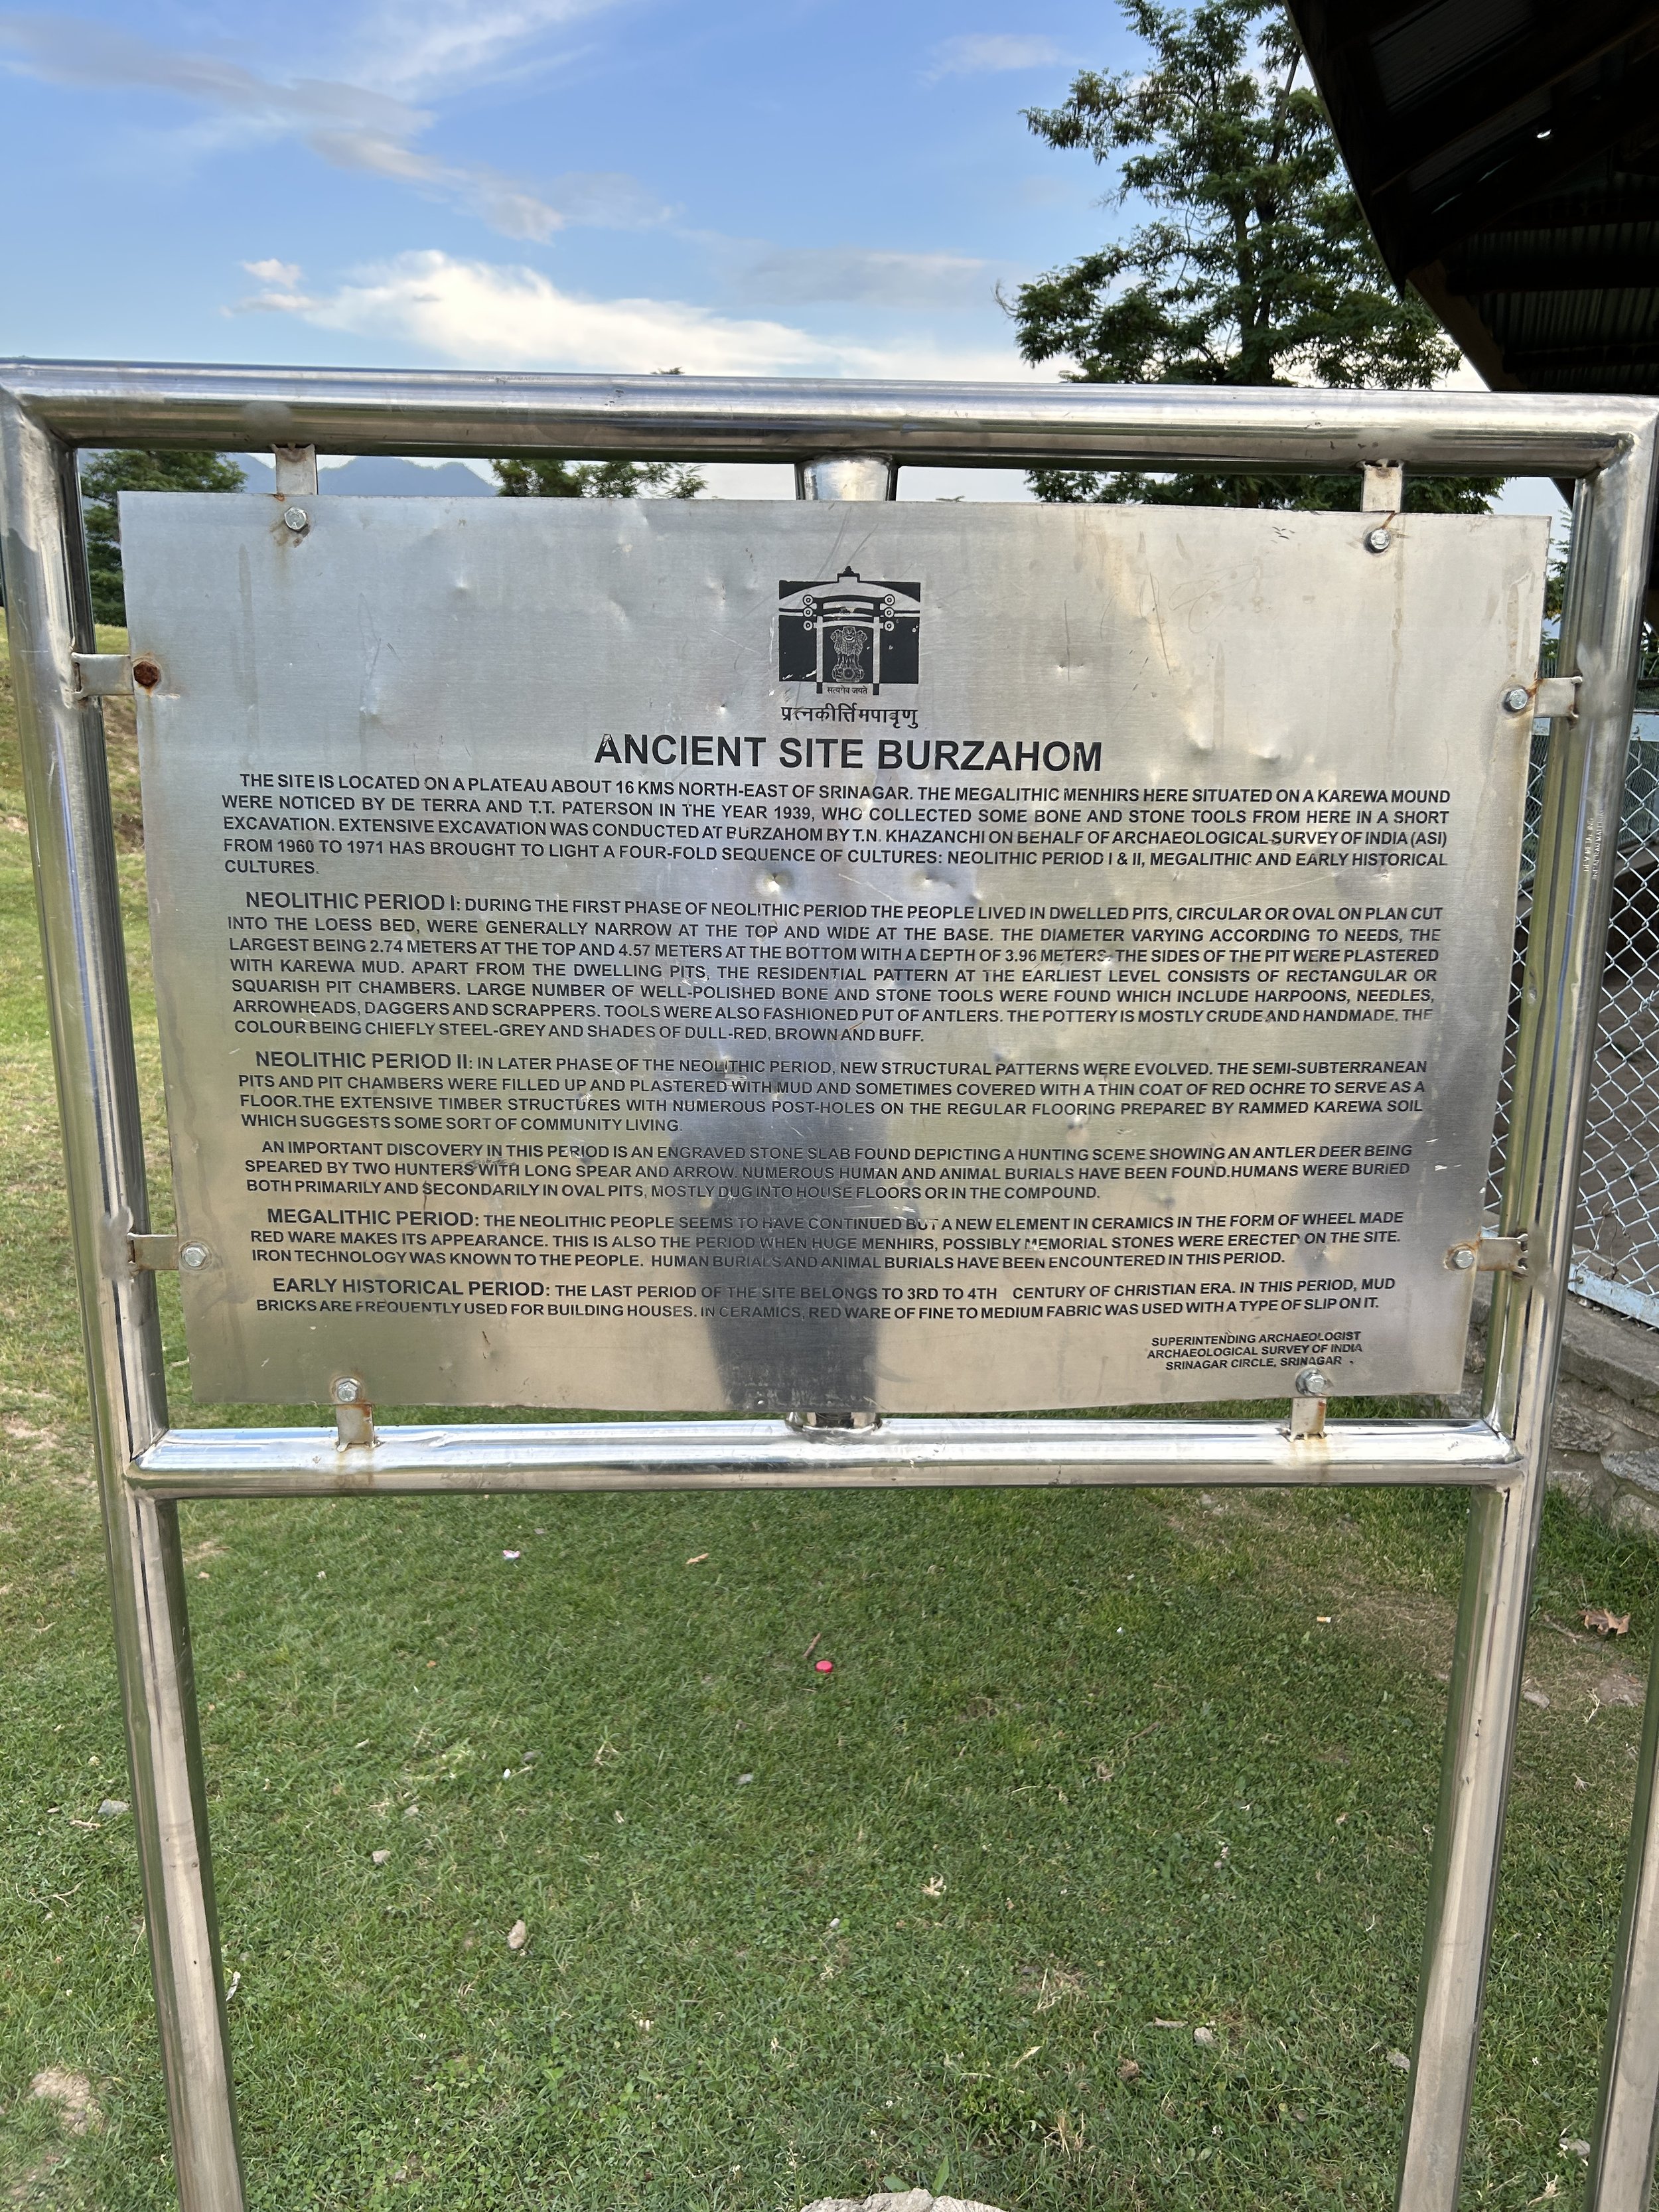 सत्यमेव जयते
प्रत्नकीर्त्तिमपावृणु
ANCIENT SITE BURZAHOM
THE SITE IS LOCATED ON A PLATEAU ABOUT 16 KMS NORTH-EAST OF SRINAGAR. THE MEGALITHIC MENHIRS HERE SITUATED ON A KAREWA MOUND
WERE NOTICED BY DE TERRA AND T.T. PATERSON IN THE YEAR 1939, WHO COLLECTED SOME BONE AND STONE TOOLS FROM HERE IN A SHORT
EXCAVATION. EXTENSIVE EXCAVATION WAS CONDUCTED AT BURZAHOM BY T.N. KHAZANCHI ON BEHALF OF ARCHAEOLOGICAL SURVEY OF INDIA (ASI)
FROM 1960 TO 1971 HAS BROUGHT TO LIGHT A FOUR-FOLD SEQUENCE OF CULTURES: NEOLITHIC PERIOD I & II, MEGALITHIC AND EARLY HISTORICAL
CULTURES.
NEOLITHIC PERIOD I: DURING THE FIRST PHASE OF NEOLITHIC PERIOD THE PEOPLE LIVED IN DWELLED PITS, CIRCULAR OR OVAL ON PLAN CUT
INTO THE LOESS BED, WERE GENERALLY NARROW AT THE TOP AND WIDE AT THE BASE. THE DIAMETER VARYING ACCORDING TO NEEDS, THE
LARGEST BEING 2.74 METERS AT THE TOP AND 4.57 METERS AT THE BOTTOM WITH A DEPTH OF 3.96 METERS. THE SIDES OF THE PIT WERE PLASTERED
WITH KAREWA MUD. APART FROM THE DWELLING PITS, THE RESIDENTIAL PATTERN AT THE EARLIEST LEVEL CONSISTS OF RECTANGULAR OR
SQUARISH PIT CHAMBERS. LARGE NUMBER OF WELL-POLISHED BONE AND STONE TOOLS WERE FOUND WHICH INCLUDE HARPOONS, NEEDLES,
ARROWHEADS, DAGGERS AND SCRAPPERS. TOOLS WERE ALSO FASHIONED PUT OF ANTLERS. THE POTTERY IS MOSTLY CRUDE AND HANDMADE, THE
COLOUR BEING CHIEFLY STEEL-GREY AND SHADES OF DULL-RED, BROWN AND BUFF.
NEOLITHIC PERIOD II: IN LATER PHASE OF THE NEOLITHIC PERIOD, NEW STRUCTURAL PATTERNS WERE EVOLVED. THE SEMI-SUBTERRANEAN
PITS AND PIT CHAMBERS WERE FILLED UP AND PLASTERED WITH MUD AND SOMETIMES COVERED WITH A THIN COAT OF RED OCHRE TO SERVE AS A
FLOOR.THE EXTENSIVE TIMBER STRUCTURES WITH NUMEROUS POST-HOLES ON THE REGULAR FLOORING PREPARED BY RAMMED KAREWA SOIL
WHICH SUGGESTS SOME SORT OF COMMUNITY LIVING.
AN IMPORTANT DISCOVERY IN THIS PERIOD IS AN ENGRAVED STONE SLAB FOUND DEPICTING A HUNTING SCENE SHOWING AN ANTLER DEER BEING
SPEARED BY TWO HUNTERS WITH LONG SPEAR AND ARROW. NUMEROUS HUMAN AND ANIMAL BURIALS HAVE BEEN FOUND.HUMANS WERE BURIED
BOTH PRIMARILY AND SECONDARILY IN OVAL PITS, MOSTLY DUG INTO HOUSE FLOORS OR IN THE COMPOUND.
MEGALITHIC PERIOD: THE NEOLITHIC PEOPLE SEEMS TO HAVE CONTINUED BUT A NEW ELEMENT IN CERAMICS IN THE FORM OF WHEEL MADE
RED WARE MAKES ITS APPEARANCE. THIS IS ALSO THE PERIOD WHEN HUGE MENHIRS, POSSIBLY MEMORIAL STONES WERE ERECTED ON THE SITE.
IRON TECHNOLOGY WAS KNOWN TO THE PEOPLE. HUMAN BURIALS AND ANIMAL BURIALS HAVE BEEN ENCOUNTERED IN THIS PERIOD.
EARLY HISTORICAL PERIOD: THE LAST PERIOD OF THE SITE BELONGS TO 3RD TO 4TH CENTURY OF CHRISTIAN ERA. IN THIS PERIOD, MUD
BRICKS ARE FREQUENTLY USED FOR BUILDING HOUSES. IN CERAMICS, RED WARE OF FINE TO MEDIUM FABRIC WAS USED WITH A TYPE OF SLIP ON IT.
SUPERINTENDING ARCHAEOLOGIST
ARCHAEOLOGICAL SURVEY OF INDIA
SRINAGAR CIRCLE, SRINAGAR